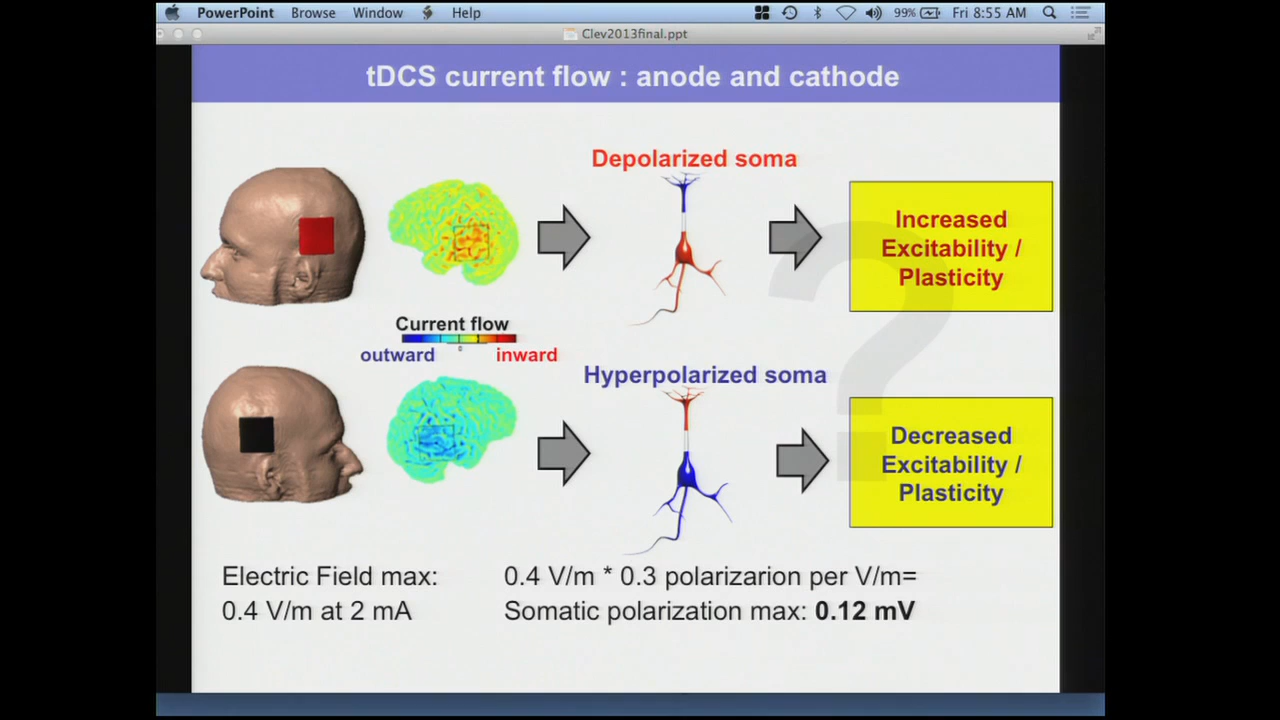 PowerPoint Browse Window Help 99% Fri 8:55 AM
Clev2013final.ppt
tDCS current flow : anode and cathode
Depolarized soma
Increased
Excitability /
Plasticity
?
Current flow
0
outward inward
Hyperpolarized soma
Decreased
Excitability /
Plasticity
Electric Field max:
0.4 V/m at 2 mA
0.4 V/m * 0.3 polarizarion per V/m=
Somatic polarization max: 0.12 mV